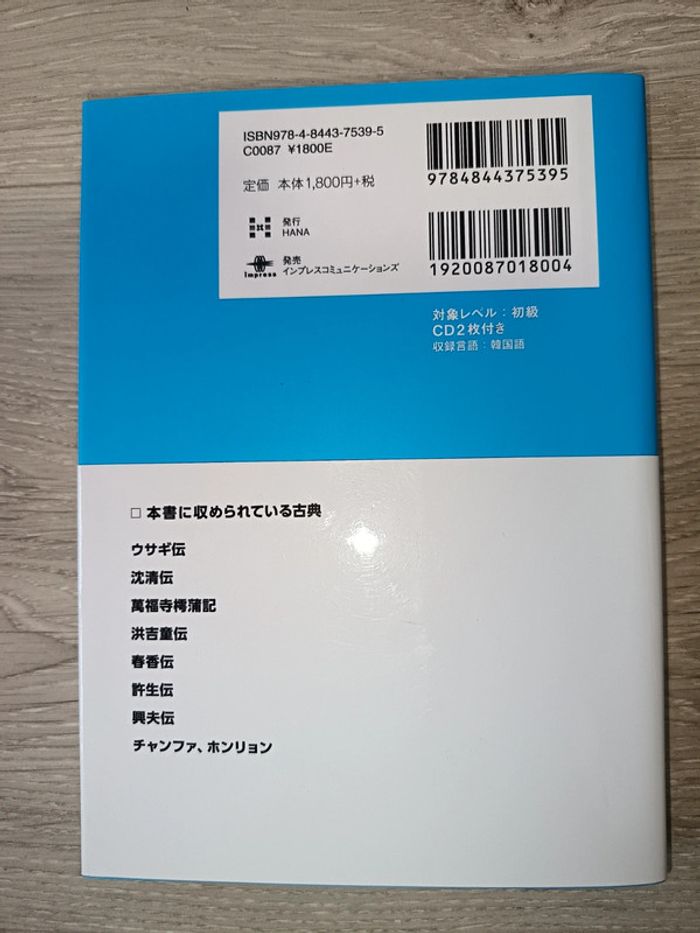 ISBN978-4-8443-7539-5
C0087 ¥1800E
定価 本体1,800円+税
発行
HANA
Impress
発売
インプレスコミュニケーションズ
9784844375395
1920087018004
対象レベル：初級
CD2枚付き
収録言語：韓国語
□ 本書に収められている古典
ウサギ伝
沈清伝
萬福寺樗蒲記
洪吉童伝
春香伝
許生伝
興夫伝
チャンファ、ホンリョン